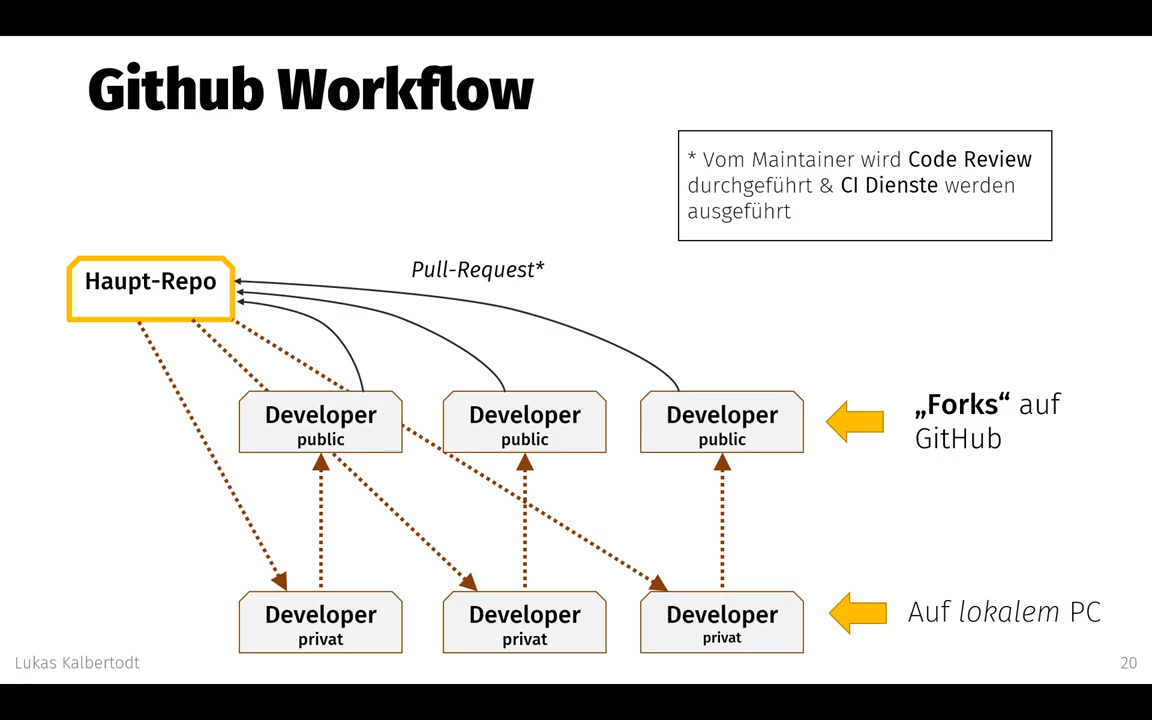 Github Workflow
* Vom Maintainer wird Code Review
durchgeführt & CI Dienste werden
ausgeführt
Haupt-Repo
Pull-Request*
Developer
public
Developer
public
Developer
public
„Forks“ auf
GitHub
Developer
privat
Developer
privat
Developer
privat
Auf lokalem PC
Lukas Kalbertodt
20